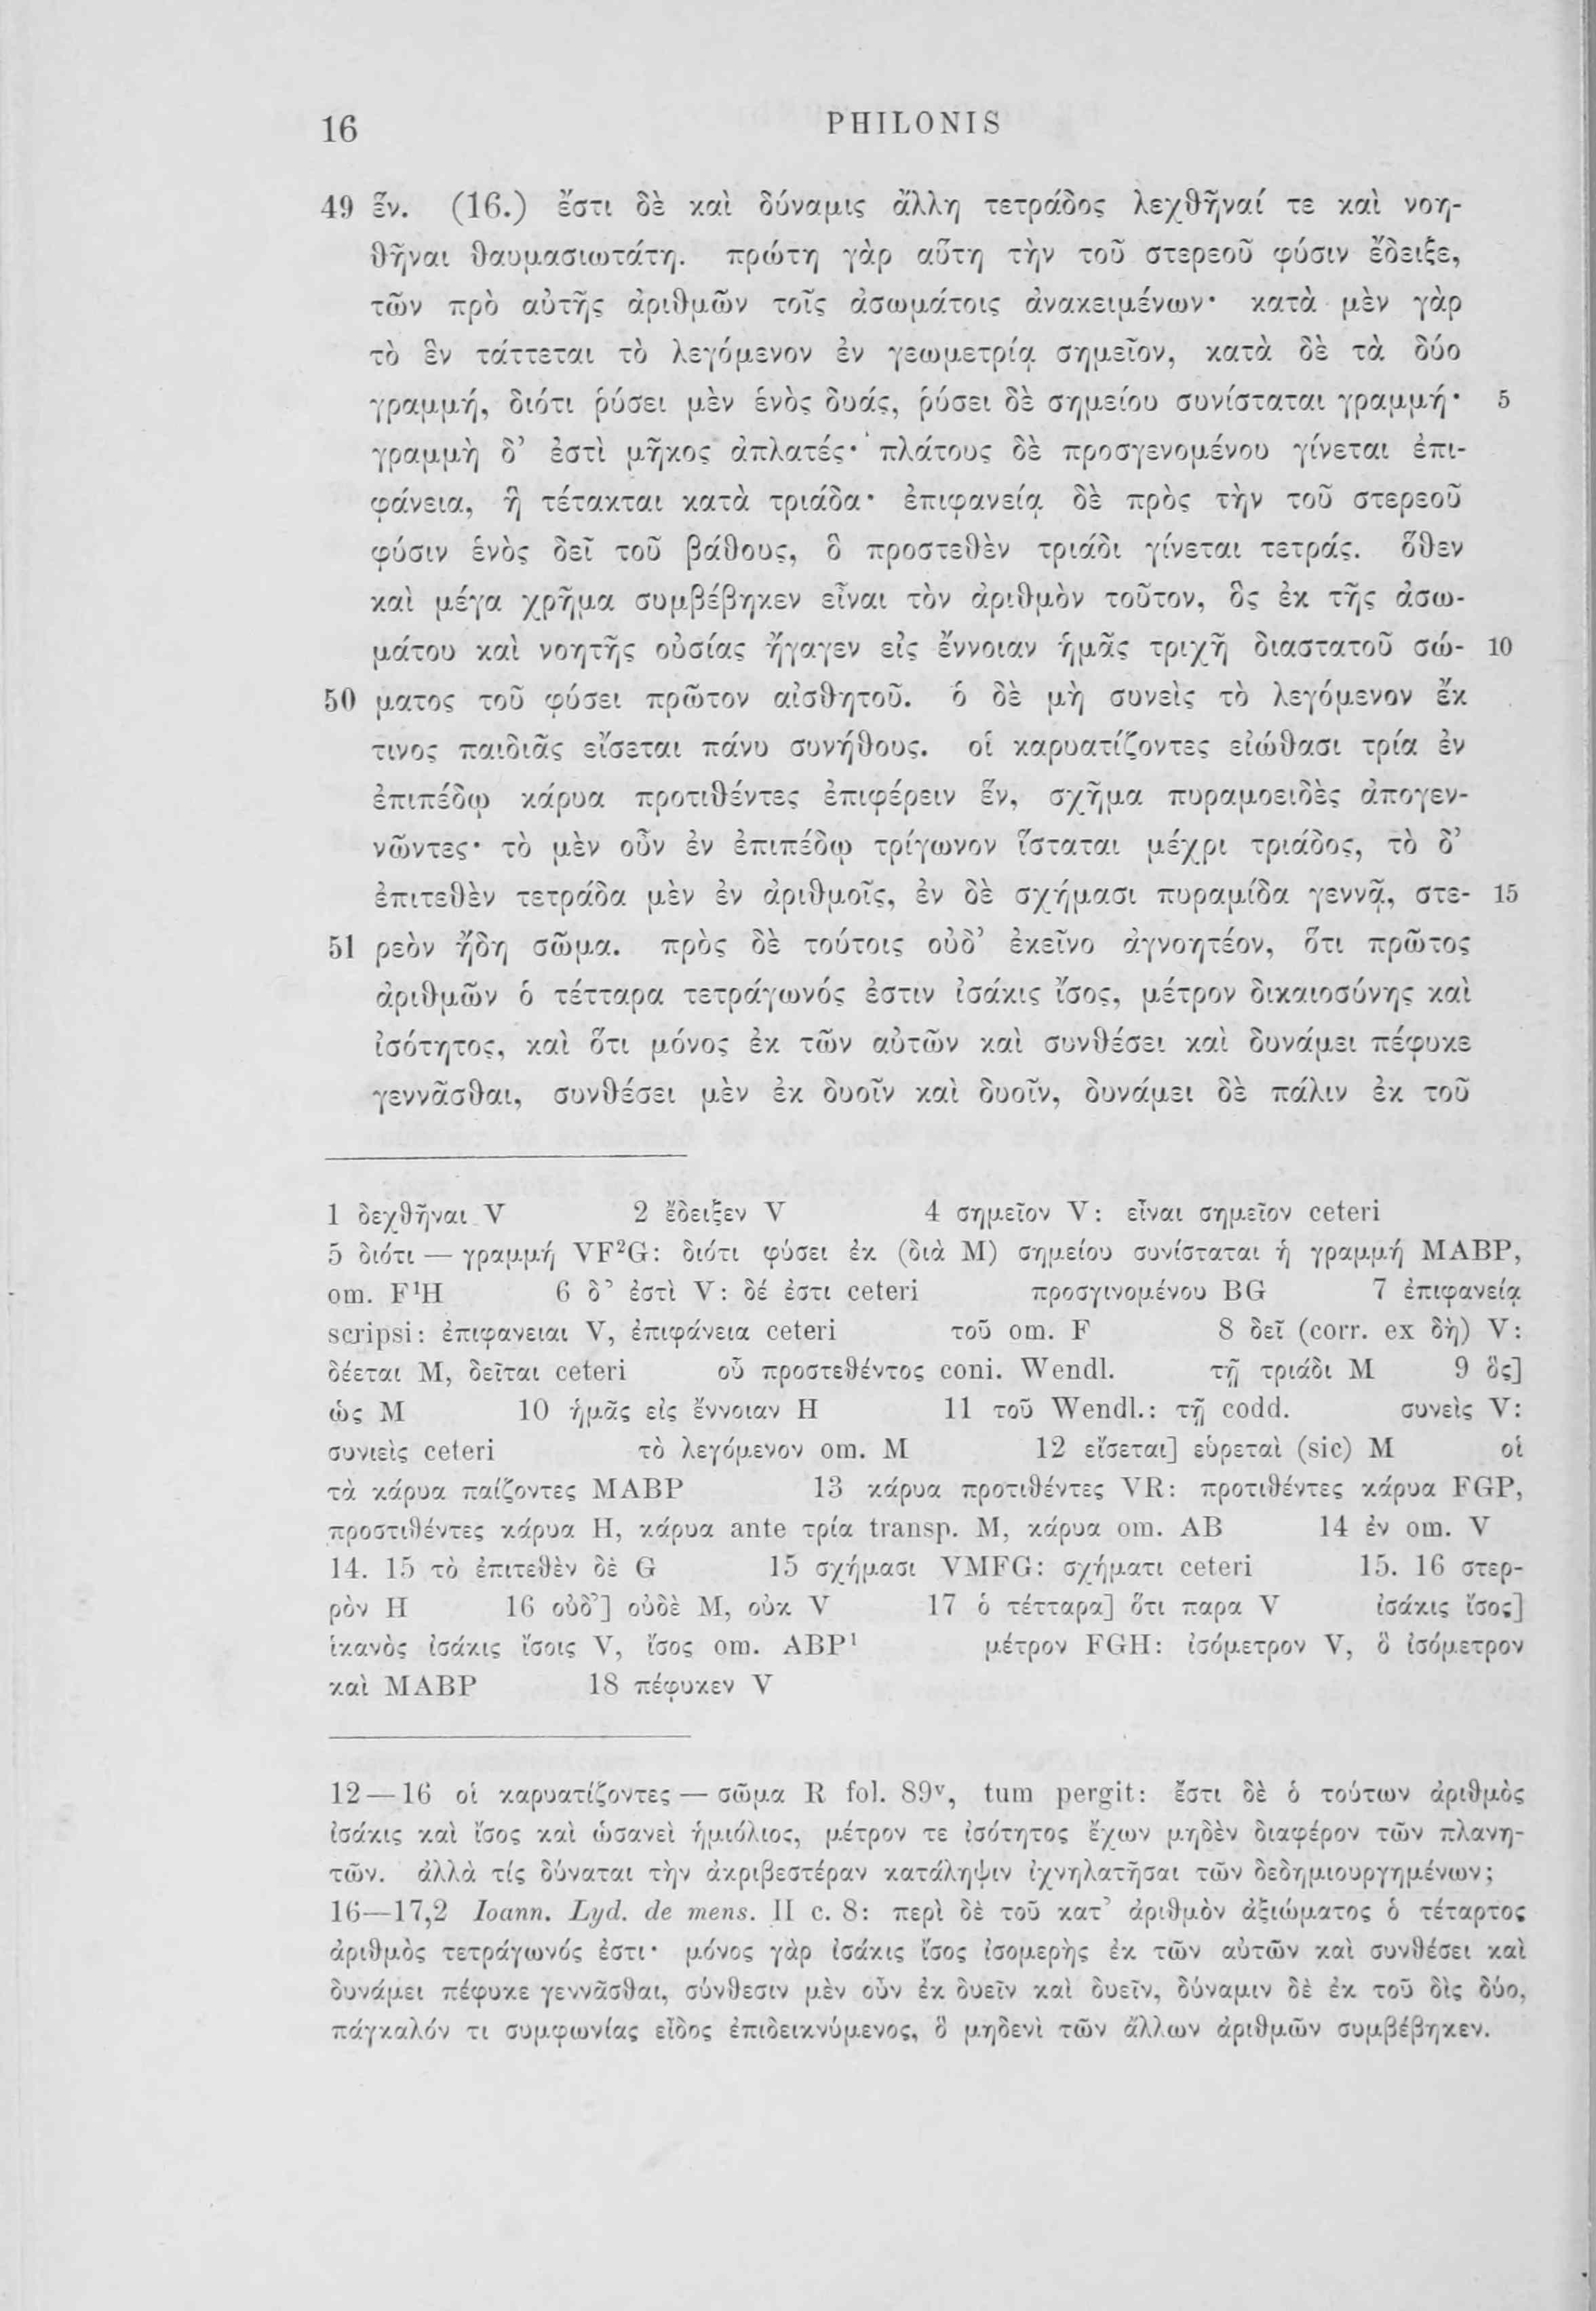 16 PHILONIS
49 ἕν. (16.) ἔστι δὲ καὶ δύναμις ἄλλη τετράδος λεχθῆναί τε καὶ νοη-
θῆναι θαυμασιωτάτη. πρώτη γὰρ αὕτη τὴν τοῦ στερεοῦ φύσιν ἔδειξε,
τῶν πρὸ αὐτῆς ἀριθμῶν τοῖς ἀσωμάτοις ἀνακειμένων· κατὰ μὲν γὰρ
τὸ ἓν τάττεται τὸ λεγόμενον ἐν γεωμετρίᾳ σημεῖον, κατὰ δὲ τὰ δύο
γραμμή, διότι ῥύσει μὲν ἑνὸς δυάς, ῥύσει δὲ σημείου συνίσταται γραμμή· 5
γραμμὴ δ’ ἐστὶ μῆκος ἀπλατές· πλάτους δὲ προσγενομένου γίνεται ἐπι-
φάνεια, ἣ τέτακται κατὰ τριάδα· ἐπιφανείᾳ δὲ πρὸς τὴν τοῦ στερεοῦ
φύσιν ἑνὸς δεῖ τοῦ βάθους, ὃ προστεθὲν τριάδι γίνεται τετράς. ὅθεν
καὶ μέγα χρῆμα συμβέβηκεν εἶναι τὸν ἀριθμὸν τοῦτον, ὃς ἐκ τῆς ἀσω-
μάτου καὶ νοητῆς οὐσίας ἤγαγεν εἰς ἔννοιαν ἡμᾶς τριχῆ διαστατοῦ σώ- 10
50 ματος τοῦ φύσει πρῶτον αἰσθητοῦ. ὁ δὲ μὴ συνεὶς τὸ λεγόμενον ἔκ
τινος παιδιᾶς εἴσεται πάνυ συνήθους. οἱ καρυατίζοντες εἰώθασι τρία ἐν
ἐπιπέδῳ κάρυα προτιθέντες ἐπιφέρειν ἕν, σχῆμα πυραμοειδὲς ἀπογεν-
νῶντες· τὸ μὲν οὖν ἐν ἐπιπέδῳ τρίγωνον ἵσταται μέχρι τριάδος, τὸ δ’
ἐπιτεθὲν τετράδα μὲν ἐν ἀριθμοῖς, ἐν δὲ σχήμασι πυραμίδα γεννᾷ, στε- 15
51 ρεὸν ἤδη σῶμα. πρὸς δὲ τούτοις οὐδ’ ἐκεῖνο ἀγνοητέον, ὅτι πρῶτος
ἀριθμῶν ὁ τέτταρα τετράγωνός ἐστιν ἰσάκις ἴσος, μέτρον δικαιοσύνης καὶ
ἰσότητος, καὶ ὅτι μόνος ἐκ τῶν αὐτῶν καὶ συνθέσει καὶ δυνάμει πέφυκε
γεννᾶσθαι, συνθέσει μὲν ἐκ δυοῖν καὶ δυοῖν, δυνάμει δὲ πάλιν ἐκ τοῦ
1 δεχθῆναι V 2 ἔδειξεν V 4 σημεῖον V: εἶναι σημεῖον ceteri
5 διότι — γραμμή VF²G: διότι φύσει ἐκ (διὰ M) σημείου συνίσταται ἡ γραμμή MABP,
om. F¹H 6 δ’ ἐστὶ V: δέ ἐστι ceteri προσγινομένου BG 7 ἐπιφανείᾳ
scripsi: ἐπιφανειαι V, ἐπιφάνεια ceteri τοῦ om. F 8 δεῖ (corr. ex δὴ) V:
δέεται M, δεῖται ceteri οὗ προστεθέντος coni. Wendl. τῇ τριάδι M 9 ὃς]
ὡς M 10 ἡμᾶς εἰς ἔννοιαν H 11 τοῦ Wendl.: τῇ codd. συνεὶς V:
συνιεὶς ceteri τὸ λεγόμενον om. M 12 εἴσεται] εὑρεταὶ (sic) M οἱ
τὰ κάρυα παίζοντες MABP 13 κάρυα προτιθέντες VR: προτιθέντες κάρυα FGP,
προστιθέντες κάρυα H, κάρυα ante τρία transp. M, κάρυα om. AB 14 ἐν om. V
14. 15 τὸ ἐπιτεθὲν δὲ G 15 σχήμασι VMFG: σχήματι ceteri 15. 16 στερ-
ρὸν H 16 οὐδ’] οὐδὲ M, οὐκ V 17 ὁ τέτταρα] ὅτι παρα V ἰσάκις ἴσος]
ἱκανὸς ἰσάκις ἴσοις V, ἴσος om. ABP¹ μέτρον FGH: ἰσόμετρον V, ὃ ἰσόμετρον
καὶ MABP 18 πέφυκεν V
12—16 οἱ καρυατίζοντες — σῶμα R fol. 89ᵛ, tum pergit: ἔστι δὲ ὁ τούτων ἀριθμὸς
ἰσάκις καὶ ἴσος καὶ ὡσανεὶ ἡμιόλιος, μέτρον τε ἰσότητος ἔχων μηδὲν διαφέρον τῶν πλανη-
τῶν. ἀλλὰ τίς δύναται τὴν ἀκριβεστέραν κατάληψιν ἰχνηλατῆσαι τῶν δεδημιουργημένων;
16—17,2 Ioann. Lyd. de mens. II c. 8: περὶ δὲ τοῦ κατ’ ἀριθμὸν ἀξιώματος ὁ τέταρτος
ἀριθμὸς τετράγωνός ἐστι· μόνος γὰρ ἰσάκις ἴσος ἰσομερὴς ἐκ τῶν αὐτῶν καὶ συνθέσει καὶ
δυνάμει πέφυκε γεννᾶσθαι, σύνθεσιν μὲν οὖν ἐκ δυεῖν καὶ δυεῖν, δύναμιν δὲ ἐκ τοῦ δὶς δύο,
πάγκαλόν τι συμφωνίας εἶδος ἐπιδεικνύμενος, ὃ μηδενὶ τῶν ἄλλων ἀριθμῶν συμβέβηκεν.